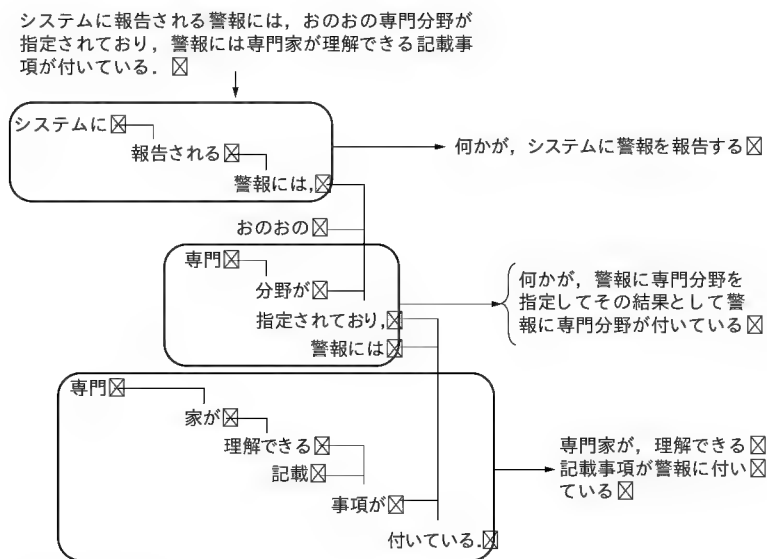 システムに報告される警報には，おのおの専門分野が
指定されており，警報には専門家が理解できる記載事
項が付いている．
システムに
報告される
何かが，システムに警報を報告する
警報には，
おのおの
専門
分野が
指定されており，
警報には
何かが，警報に専門分野を
指定してその結果として警
報に専門分野が付いている
専門
家が
理解できる
記載
事項が
付いている．
専門家が，理解できる
記載事項が警報に付い
ている